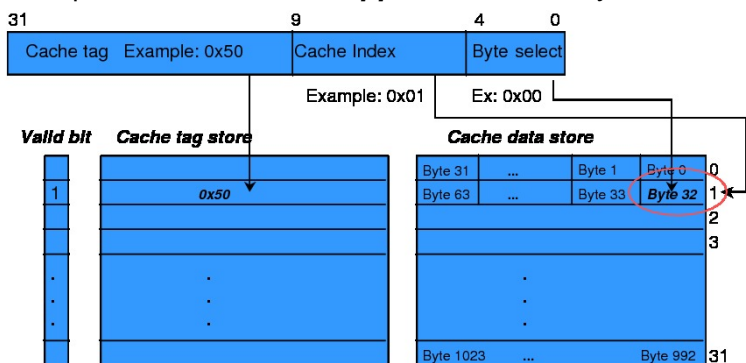 31 9 4 0
Cache tag Example: 0x50 Cache Index Byte select
Example: 0x01 Ex: 0x00
Valid bit Cache tag store Cache data store
Byte 31 ... Byte 1 Byte 0 0
1 0x50 Byte 63 ... Byte 33 Byte 32 1
2
3
. . .
. . .
. . .
Byte 1023 ... Byte 992 31